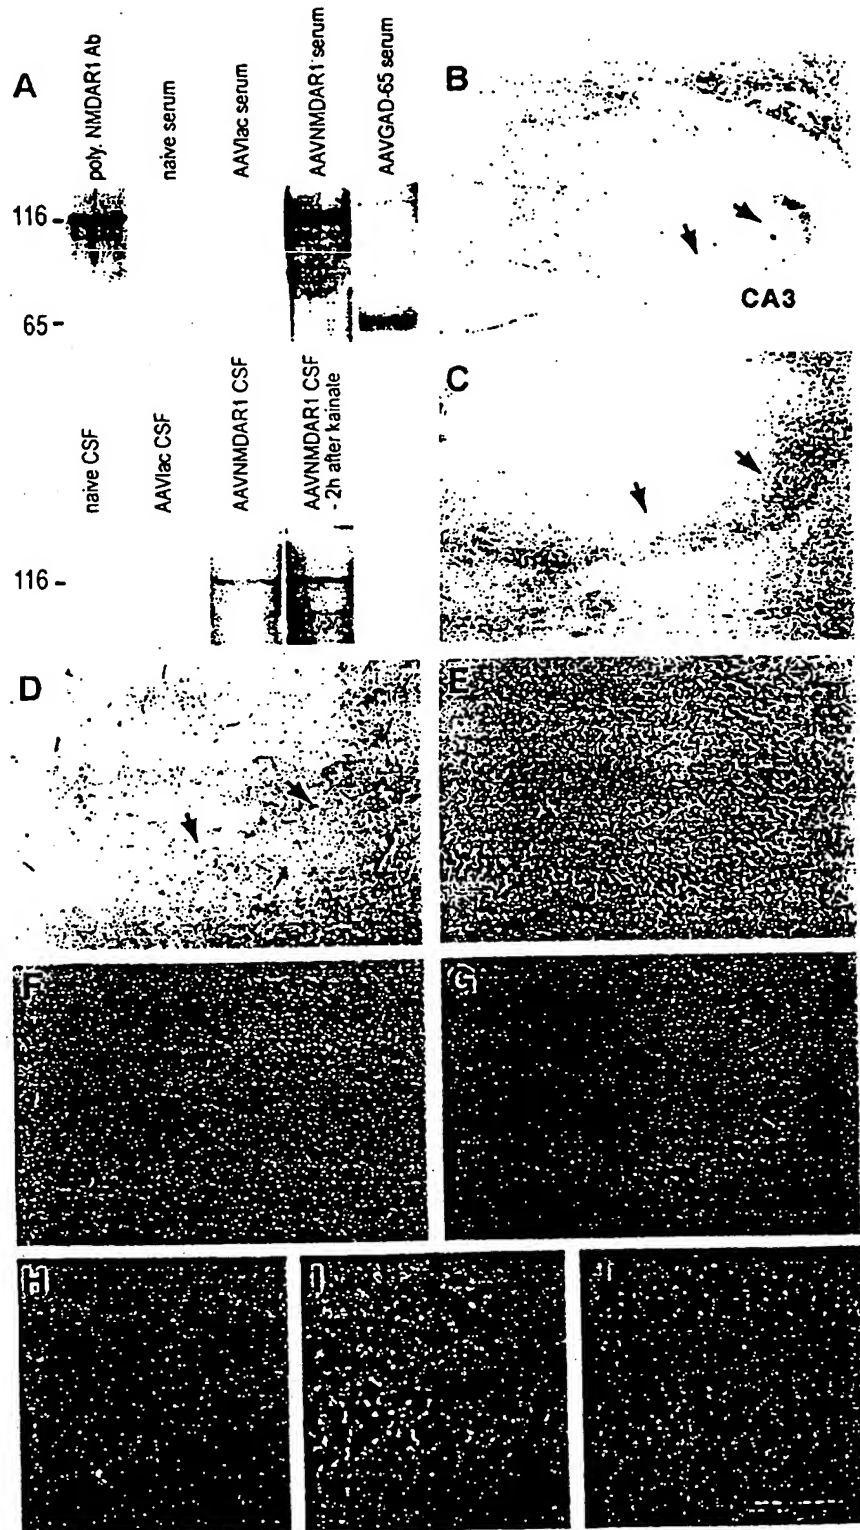 A
poly. NMDAR1 Ab
naive serum
AAVlac serum
AAVNMDAR1 serum
AAVGAD-65 serum
116 -
65 -
naive CSF
AAVlac CSF
AAVNMDAR1 CSF
AAVNMDAR1 CSF
- 2h after kainate
116 -
B
CA3
C
D
E
F
G
H
I
J